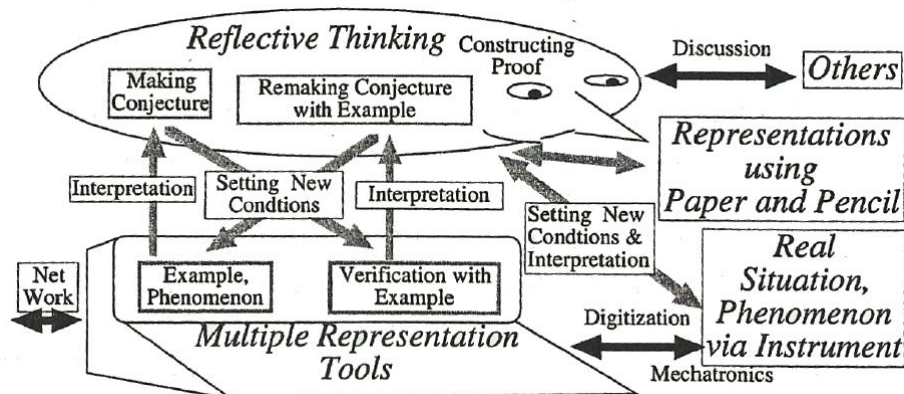 Reflective Thinking
Constructing
Proof
Making
Conjecture
Remaking Conjecture
with Example
Discussion
Others
Representations
using
Paper and Pencil
Interpretation
Setting New
Condtions
Interpretation
Setting New
Condtions &
Interpretation
Real
Situation,
Phenomenon
via Instrument
Net
Work
Example,
Phenomenon
Verification with
Example
Digitization
Mechatronics
Multiple Representation
Tools